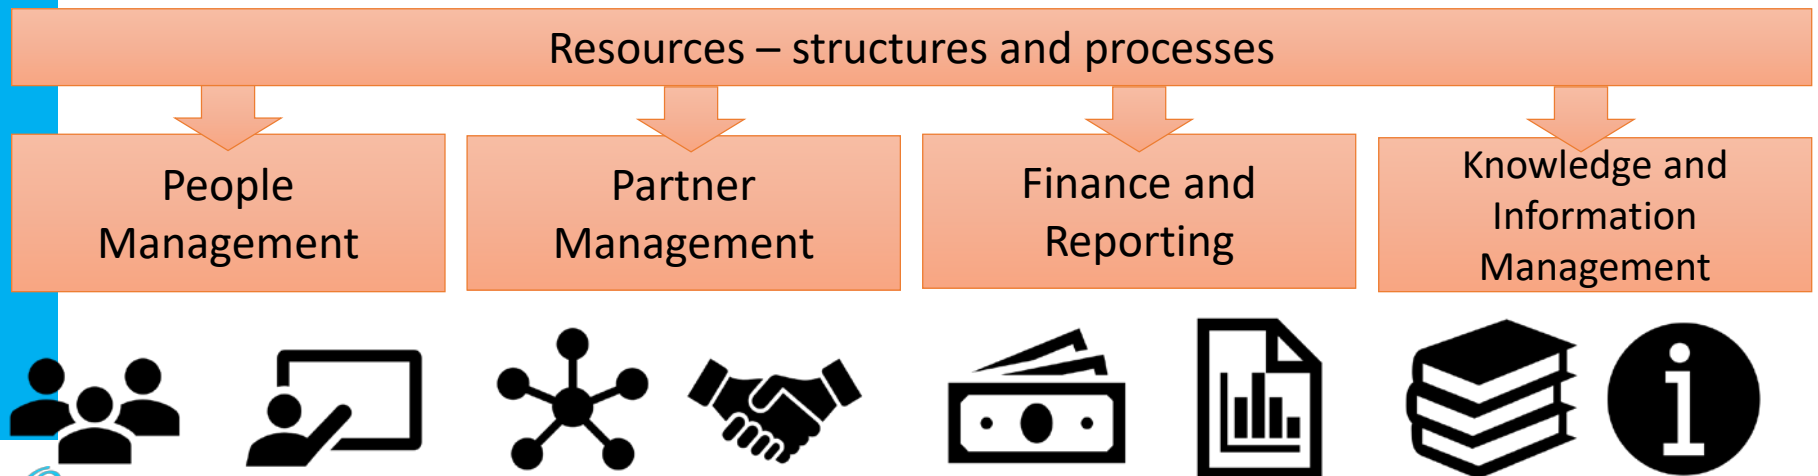 Resources – structures and processes
People
Management
Partner
Management
Finance and
Reporting
Knowledge and
Information
Management